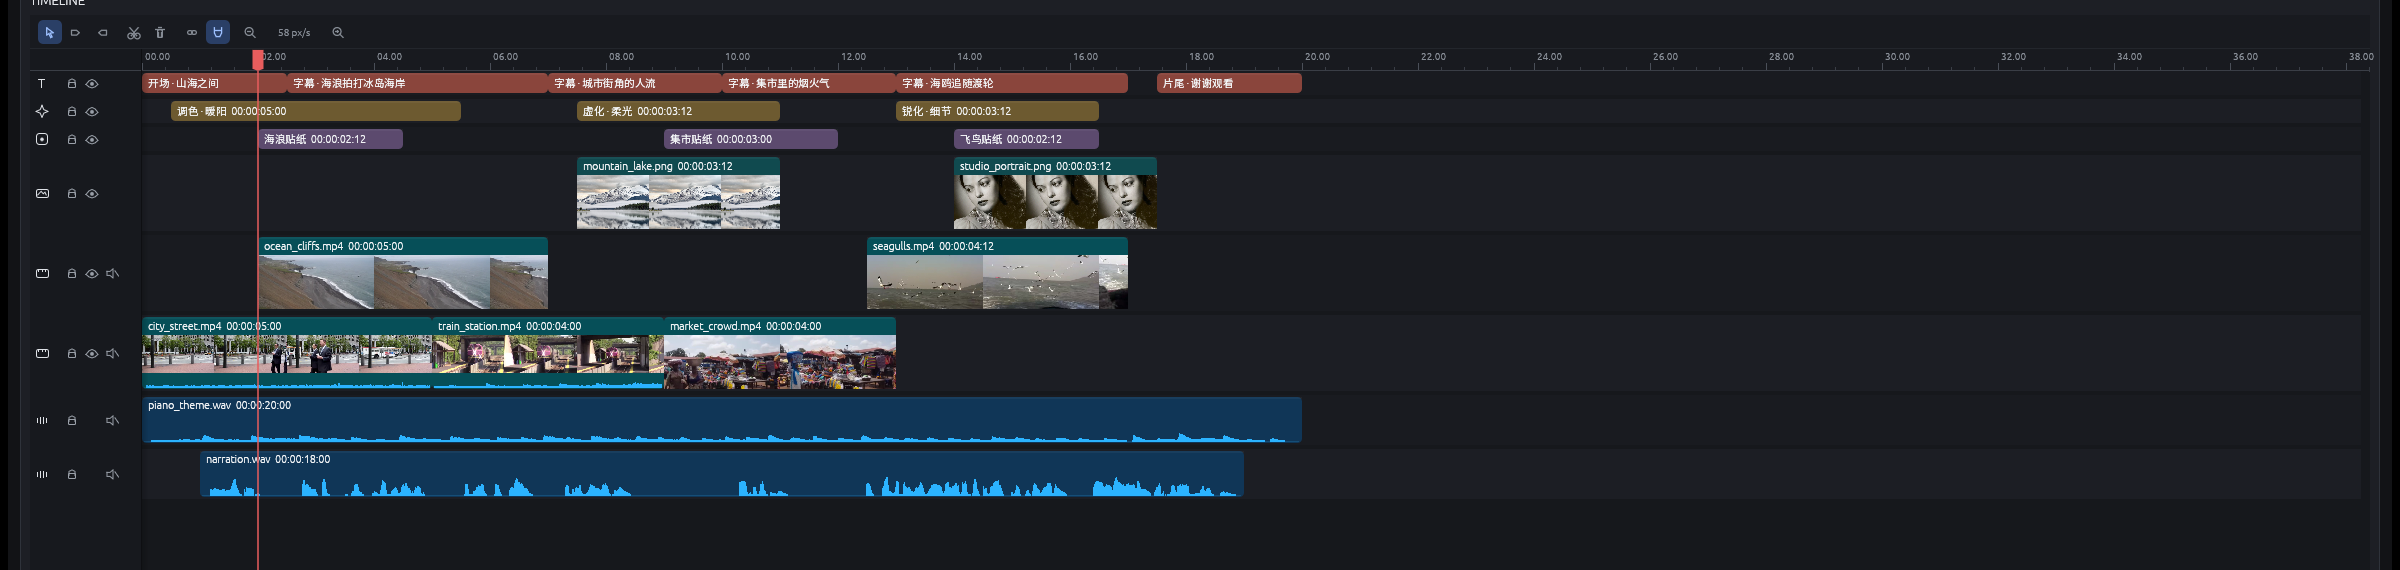 TIMELINE
58 px/s
00.00 02.00 04.00 06.00 08.00 10.00 12.00 14.00 16.00 18.00 20.00 22.00 24.00 26.00 28.00 30.00 32.00 34.00 36.00 38.00
T 开场·山海之间 字幕·海浪拍打冰岛海岸 字幕·城市街角的人流 字幕·集市里的烟火气 字幕·海鸥追随渡轮 片尾·谢谢观看
调色·暖阳 00:00:05:00 虚化·柔光 00:00:03:12 锐化·细节 00:00:03:12
海浪贴纸 00:00:02:12 集市贴纸 00:00:03:00 飞鸟贴纸 00:00:02:12
mountain_lake.png 00:00:03:12 studio_portrait.png 00:00:03:12
ocean_cliffs.mp4 00:00:05:00 seagulls.mp4 00:00:04:12
city_street.mp4 00:00:05:00 train_station.mp4 00:00:04:00 market_crowd.mp4 00:00:04:00
piano_theme.wav 00:00:20:00
narration.wav 00:00:18:00